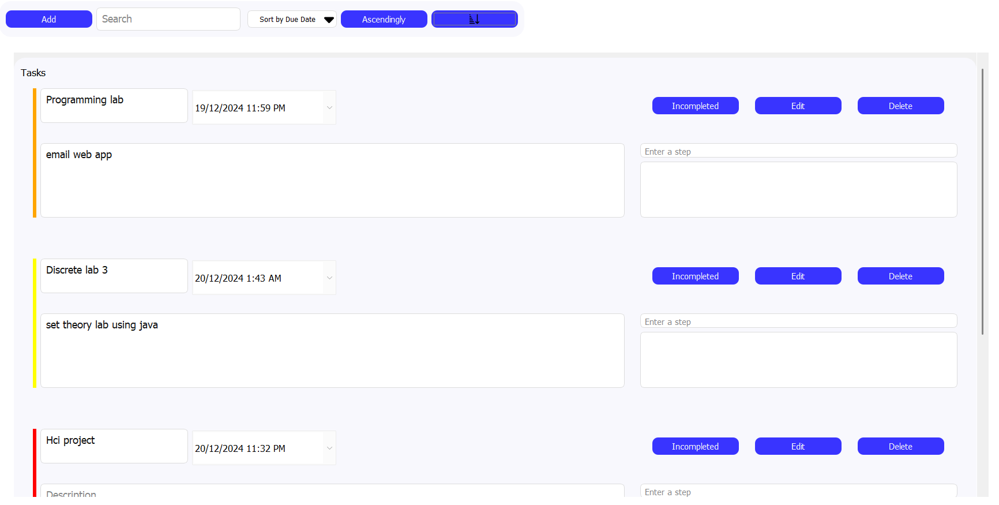 Add
Search
Sort by Due Date
Ascendingly
Tasks
Programming lab
19/12/2024 11:59 PM
Incompleted
Edit
Delete
email web app
Enter a step
Discrete lab 3
20/12/2024 1:43 AM
Incompleted
Edit
Delete
set theory lab using java
Enter a step
Hci project
20/12/2024 11:32 PM
Incompleted
Edit
Delete
Description
Enter a step